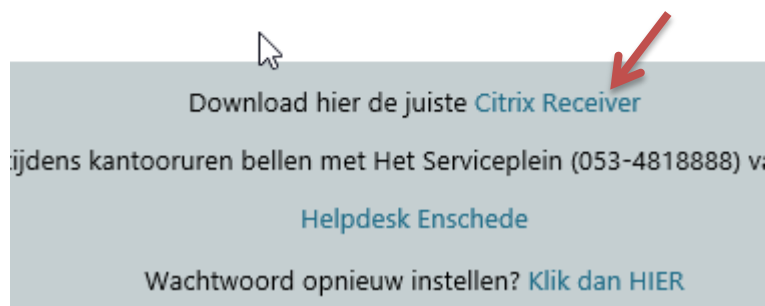 Download hier de juiste Citrix Receiver
tijdens kantooruren bellen met Het Serviceplein (053-4818888)
Helpdesk Enschede
Wachtwoord opnieuw instellen? Klik dan HIER